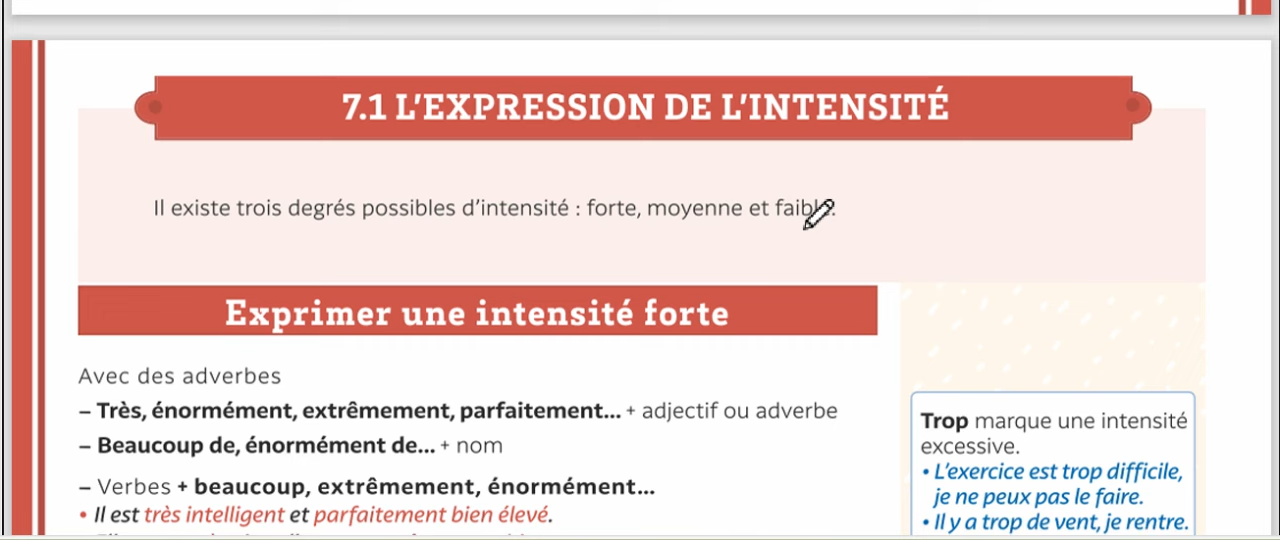 7.1 L'EXPRESSION DE L'INTENSITÉ
Il existe trois degrés possibles d'intensité : forte, moyenne et faible.
Exprimer une intensité forte
Avec des adverbes
– Très, énormément, extrêmement, parfaitement... + adjectif ou adverbe
– Beaucoup de, énormément de... + nom
– Verbes + beaucoup, extrêmement, énormément...
• Il est très intelligent et parfaitement bien élevé.
Trop marque une intensité
excessive.
• L'exercice est trop difficile,
je ne peux pas le faire.
• Il y a trop de vent, je rentre.